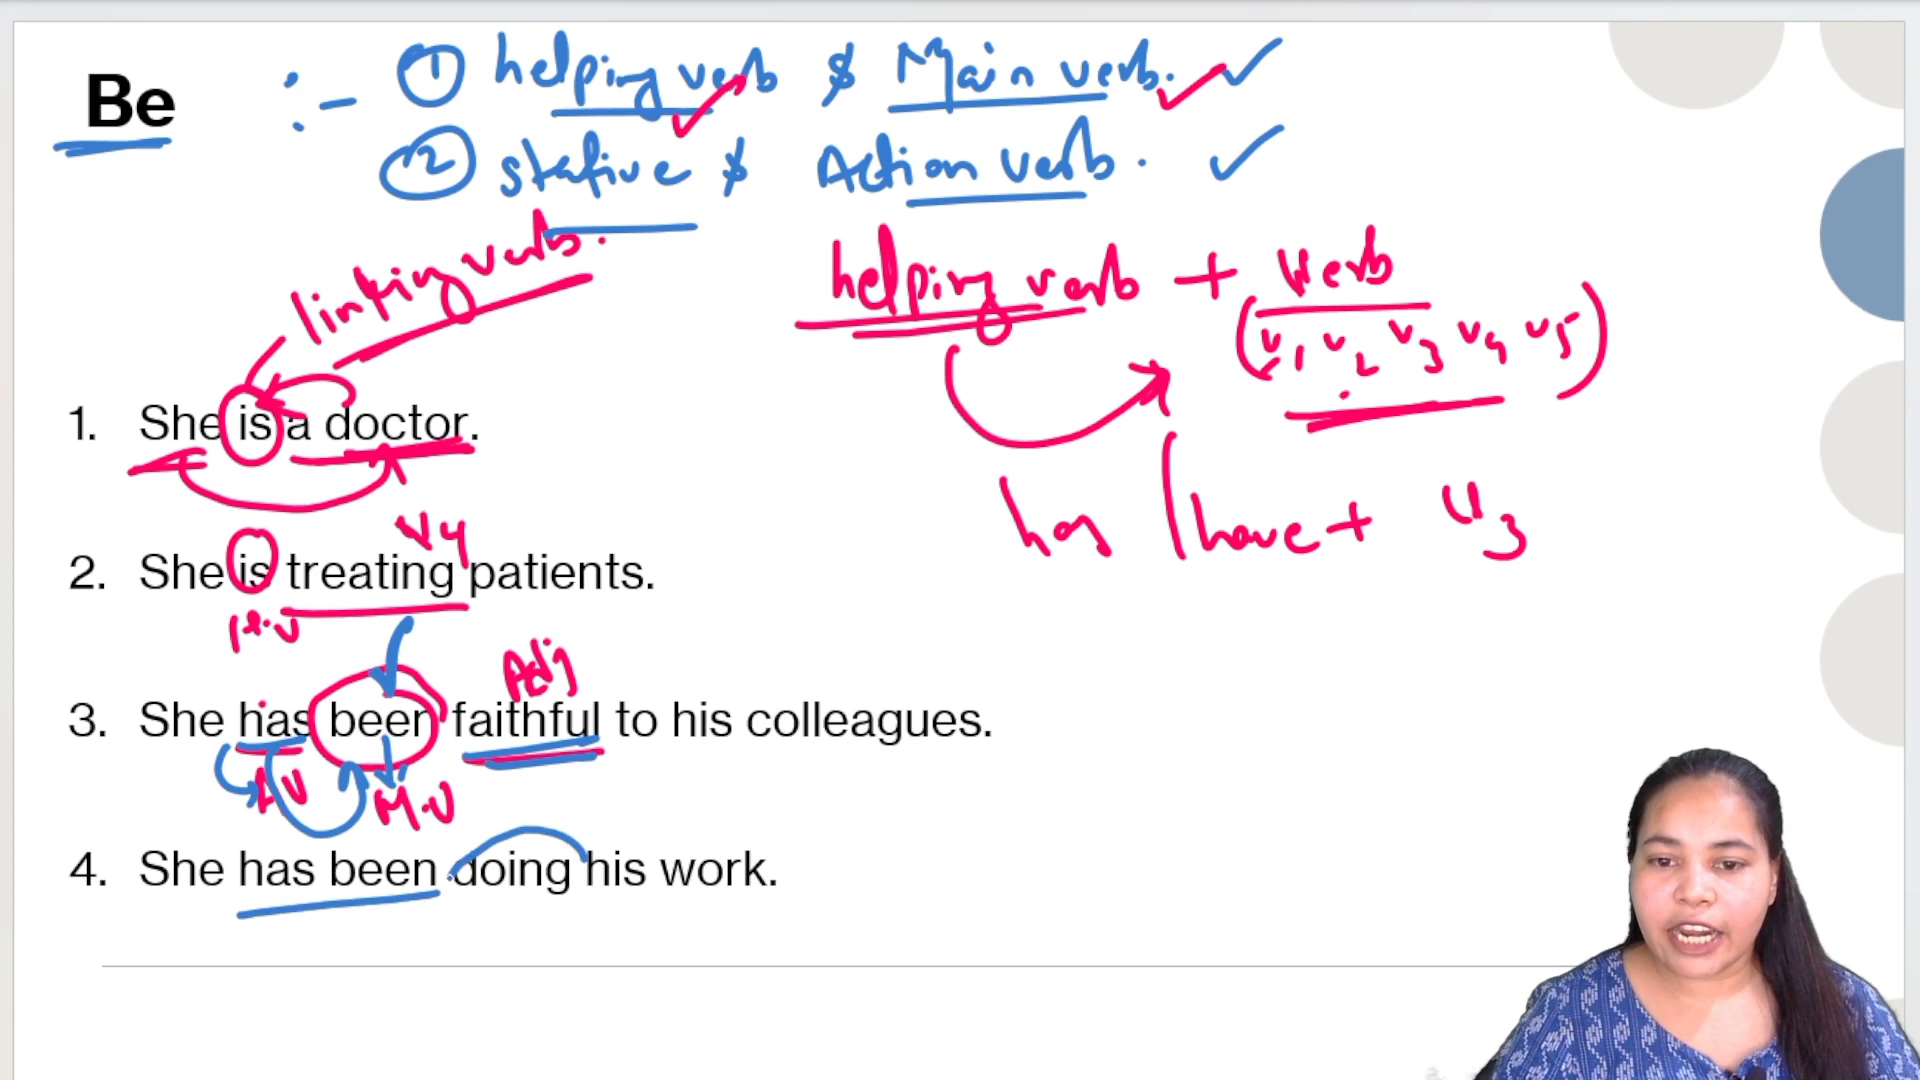 Be :- ① helping verb & Main verb.
② stative & Action verb.
linking verb.
helping verb + verb
(v1 v2 v3 v4 v5)
1. She is a doctor.
has / have + v3
v4
2. She is treating patients.
H.V
Adj
3. She has been faithful to his colleagues.
M.V
4. She has been doing his work.